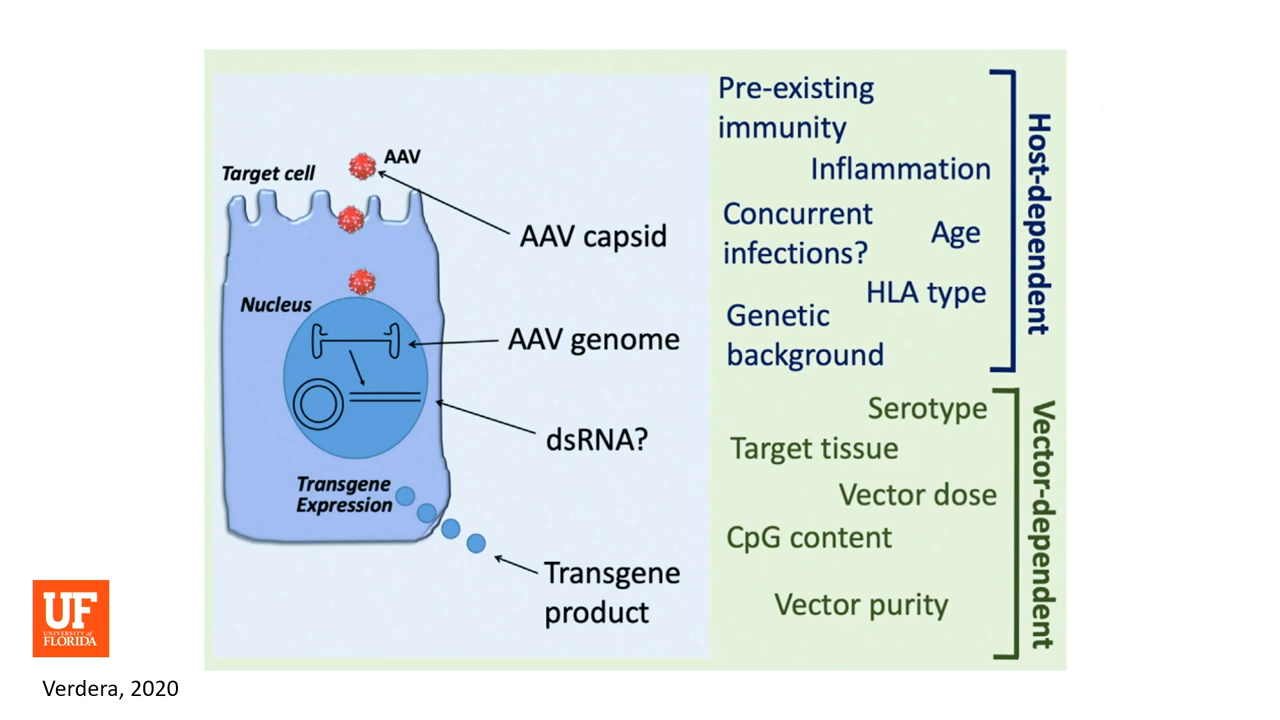 Target cell
AAV
AAV capsid
Nucleus
AAV genome
dsRNA?
Transgene
Expression
Transgene
product
Pre-existing
immunity
Inflammation
Concurrent
infections?
Age
HLA type
Genetic
background
Host-dependent
Serotype
Target tissue
Vector dose
CpG content
Vector purity
Vector-dependent
UF
UNIVERSITY of
FLORIDA
Verdera, 2020